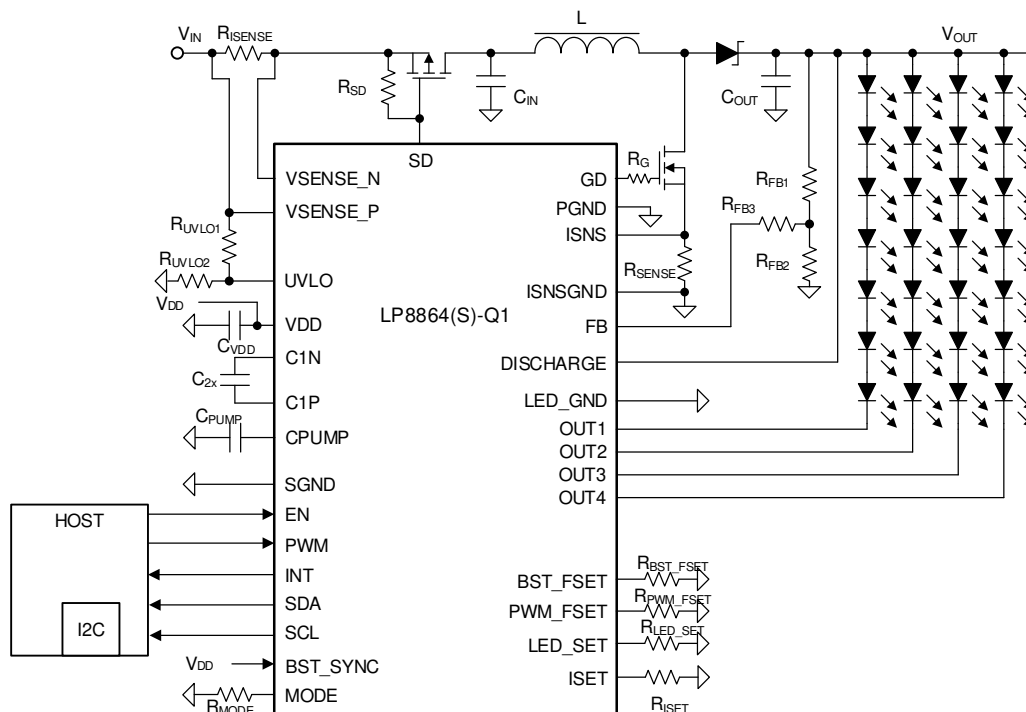 VIN
RISENSE
L
VOUT
RSD
CIN
COUT
SD
VSENSE_N
VSENSE_P
RUVLO1
RUVLO2
UVLO
VDD
VDD
CVDD
C1N
C2x
C1P
CPUMP
CPUMP
SGND
HOST
I2C
EN
PWM
INT
SDA
SCL
VDD
BST_SYNC
RMODE
MODE
LP8864(S)-Q1
GD
RG
PGND
ISNS
RSENSE
ISNSGND
FB
RFB1
RFB3
RFB2
DISCHARGE
LED_GND
OUT1
OUT2
OUT3
OUT4
BST_FSET
RBST_FSET
PWM_FSET
RPWM_FSET
LED_SET
RLED_SET
ISET
RISET